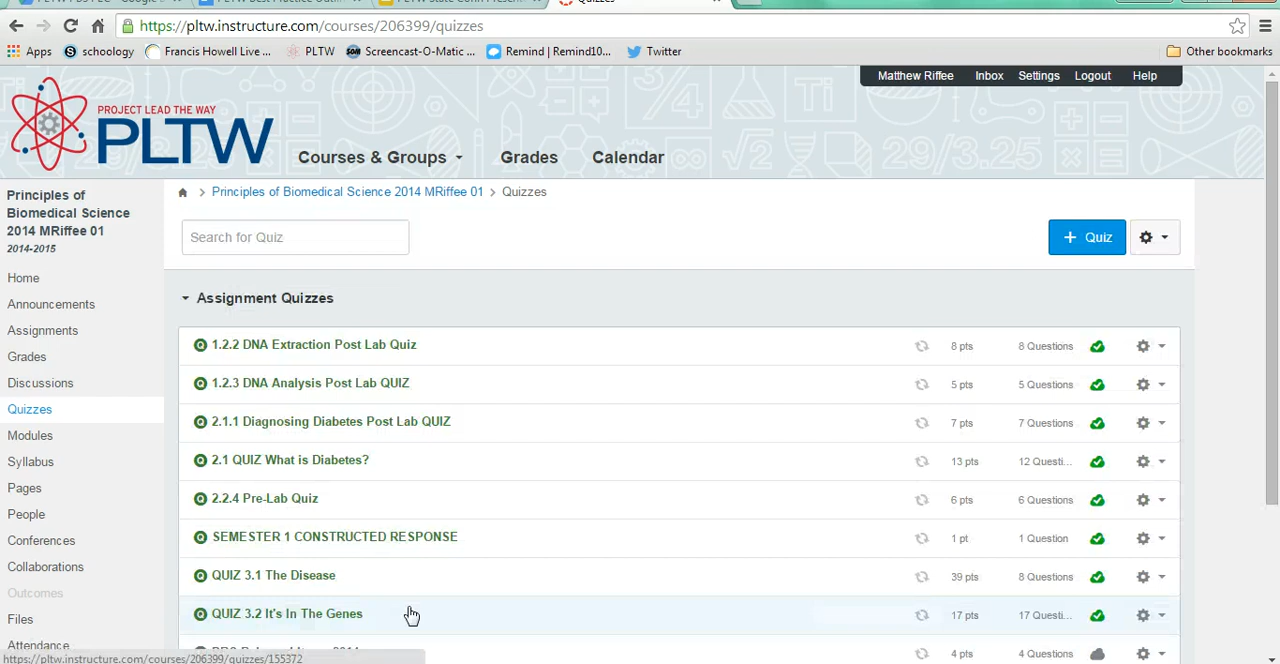 https://pltw.instructure.com/courses/206399/quizzes
Apps schoology Francis Howell Live ... PLTW Screencast-O-Matic ... Remind | Remind10... Twitter Other bookmarks
Matthew Riffee Inbox Settings Logout Help
PROJECT LEAD THE WAY
PLTW
Courses & Groups Grades Calendar
Principles of Biomedical Science 2014 MRiffee 01
2014-2015
Principles of Biomedical Science 2014 MRiffee 01 > Quizzes
Search for Quiz
+ Quiz
Home
Announcements
Assignments
Grades
Discussions
Quizzes
Modules
Syllabus
Pages
People
Conferences
Collaborations
Outcomes
Files
Attendance
Assignment Quizzes
1.2.2 DNA Extraction Post Lab Quiz 8 pts 8 Questions
1.2.3 DNA Analysis Post Lab QUIZ 5 pts 5 Questions
2.1.1 Diagnosing Diabetes Post Lab QUIZ 7 pts 7 Questions
2.1 QUIZ What is Diabetes? 13 pts 12 Questi...
2.2.4 Pre-Lab Quiz 6 pts 6 Questions
SEMESTER 1 CONSTRUCTED RESPONSE 1 pt 1 Question
QUIZ 3.1 The Disease 39 pts 8 Questions
QUIZ 3.2 It's In The Genes 17 pts 17 Questi...
4 pts 4 Questions
https://pltw.instructure.com/courses/206399/quizzes/155372